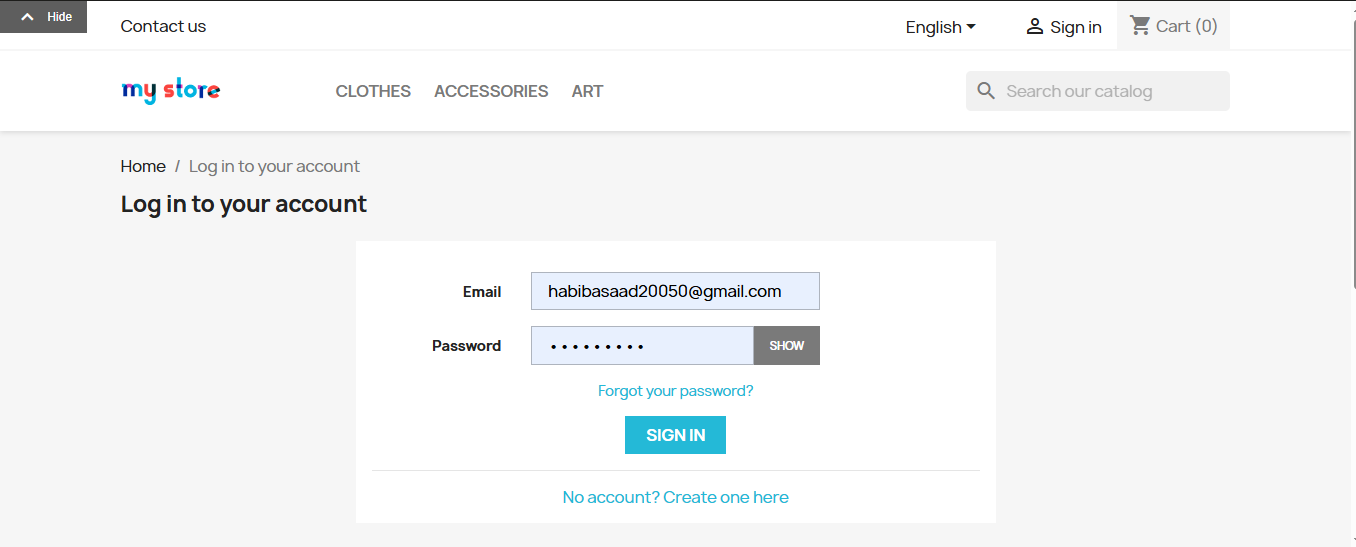 Hide
Contact us
English
Sign in
Cart (0)
my store
CLOTHES ACCESSORIES ART
Search our catalog
Home / Log in to your account
Log in to your account
Email habibasaad20050@gmail.com
Password ••••••••• SHOW
Forgot your password?
SIGN IN
No account? Create one here